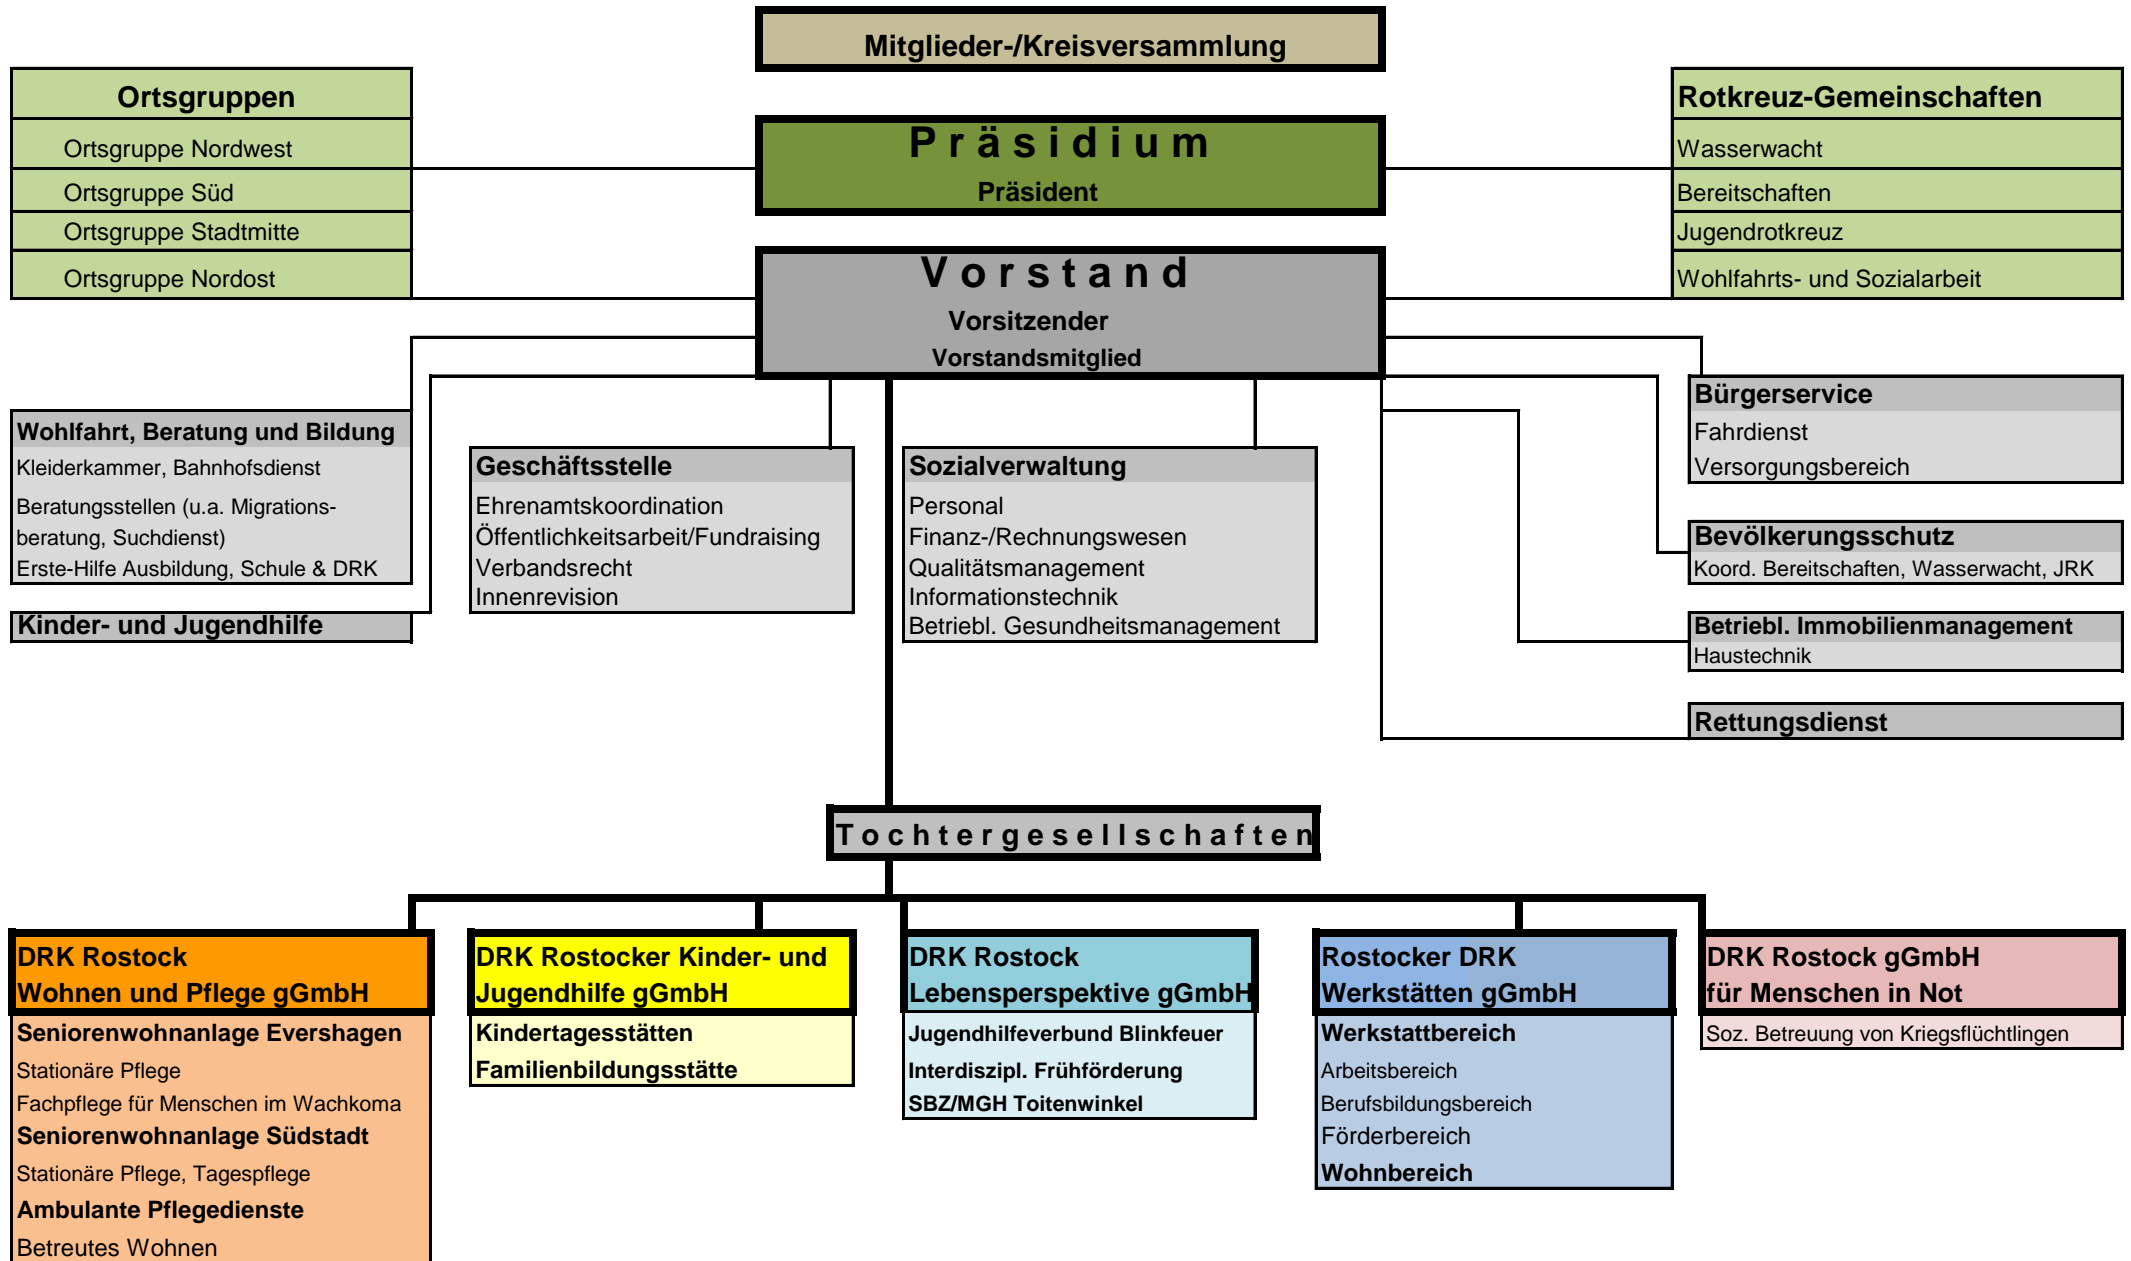 Mitglieder-/Kreisversammlung
Ortsgruppen
Ortsgruppe Nordwest
Ortsgruppe Süd
Ortsgruppe Stadtmitte
Ortsgruppe Nordost
Präsidium
Präsident
Rotkreuz-Gemeinschaften
Wasserwacht
Bereitschaften
Jugendrotkreuz
Wohlfahrts- und Sozialarbeit
Vorstand
Vorsitzender
Vorstandsmitglied
Wohlfahrt, Beratung und Bildung
Kleiderkammer, Bahnhofsdienst
Beratungsstellen (u.a. Migrations-
beratung, Suchdienst)
Erste-Hilfe Ausbildung, Schule & DRK
Kinder- und Jugendhilfe
Geschäftsstelle
Ehrenamtskoordination
Öffentlichkeitsarbeit/Fundraising
Verbandsrecht
Innenrevision
Sozialverwaltung
Personal
Finanz-/Rechnungswesen
Qualitätsmanagement
Informationstechnik
Betriebl. Gesundheitsmanagement
Bürgerservice
Fahrdienst
Versorgungsbereich
Bevölkerungsschutz
Koord. Bereitschaften, Wasserwacht, JRK
Betriebl. Immobilienmanagement
Haustechnik
Rettungsdienst
Tochtergesellschaften
DRK Rostock
Wohnen und Pflege gGmbH
Seniorenwohnanlage Evershagen
Stationäre Pflege
Fachpflege für Menschen im Wachkoma
Seniorenwohnanlage Südstadt
Stationäre Pflege, Tagespflege
Ambulante Pflegedienste
Betreutes Wohnen
DRK Rostocker Kinder- und
Jugendhilfe gGmbH
Kindertagesstätten
Familienbildungsstätte
DRK Rostock
Lebensperspektive gGmbH
Jugendhilfeverbund Blinkfeuer
Interdiszipl. Frühförderung
SBZ/MGH Toitenwinkel
Rostocker DRK
Werkstätten gGmbH
Werkstattbereich
Arbeitsbereich
Berufsbildungsbereich
Förderbereich
Wohnbereich
DRK Rostock gGmbH
für Menschen in Not
Soz. Betreuung von Kriegsflüchtlingen